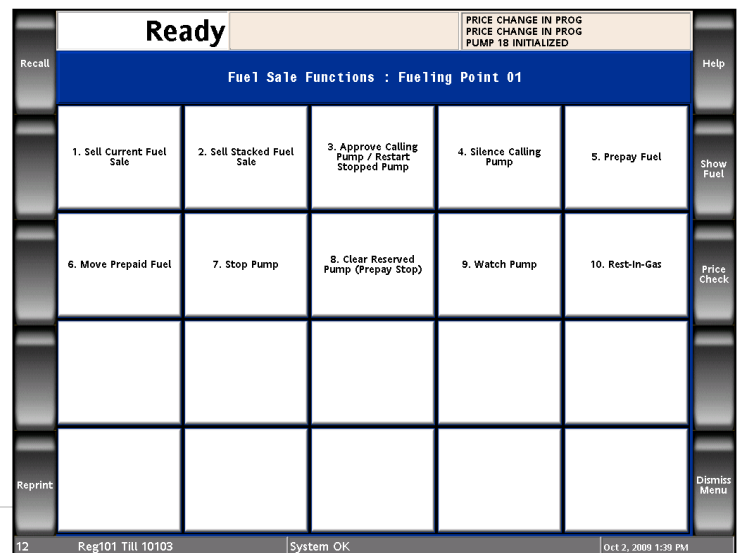 Ready
PRICE CHANGE IN PROG
PRICE CHANGE IN PROG
PUMP 18 INITIALIZED
Recall
Help
Fuel Sale Functions : Fueling Point 01
1. Sell Current Fuel
Sale
2. Sell Stacked Fuel
Sale
3. Approve Calling
Pump / Restart
Stopped Pump
4. Silence Calling
Pump
5. Prepay Fuel
Show
Fuel
6. Move Prepaid Fuel
7. Stop Pump
8. Clear Reserved
Pump (Prepay Stop)
9. Watch Pump
10. Rest-In-Gas
Price
Check
Reprint
Dismiss
Menu
12
Reg101 Till 10103
System OK
Oct 2, 2009 1:39 PM